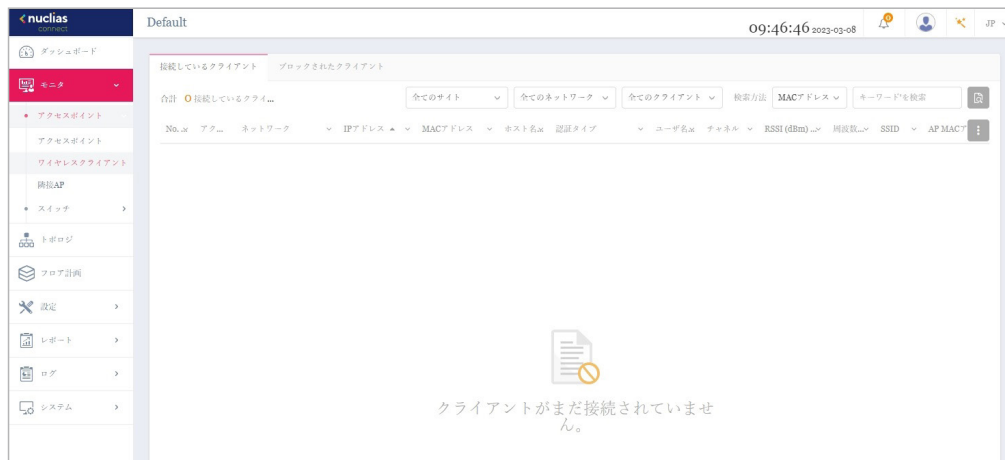 nuclias
connect
Default
09:46:46 2023-03-08
JP
ダッシュボード
モニタ
アクセスポイント
アクセスポイント
ワイヤレスクライアント
隣接AP
スイッチ
トポロジ
フロア計画
設定
レポート
ログ
システム
接続しているクライアント ブロックされたクライアント
合計 0 接続しているクライ... 全てのサイト 全てのネットワーク 全てのクライアント 検索方法 MACアドレス キーワードを検索
No. アク... ネットワーク IPアドレス MACアドレス ホスト名 認証タイプ ユーザ名 チャネル RSSI (dBm) ... 周波数... SSID AP MACア
クライアントがまだ接続されていませ
ん。